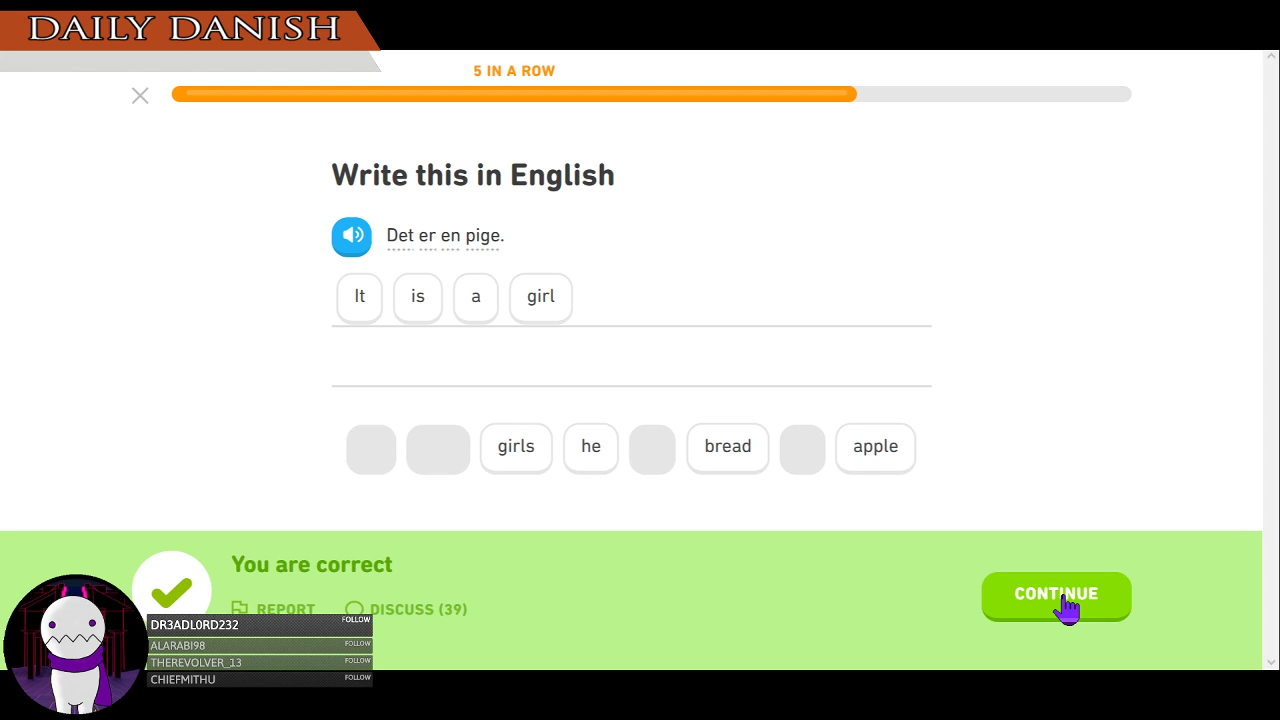 DAILY DANISH
5 IN A ROW
Write this in English
Det er en pige.
It is a girl
girls he bread apple
You are correct
CONTINUE
REPORT DISCUSS (39)
DR3ADL0RD232 FOLLOW
ALARABI98 FOLLOW
THEREVOLVER_13 FOLLOW
CHIEFMITHU FOLLOW